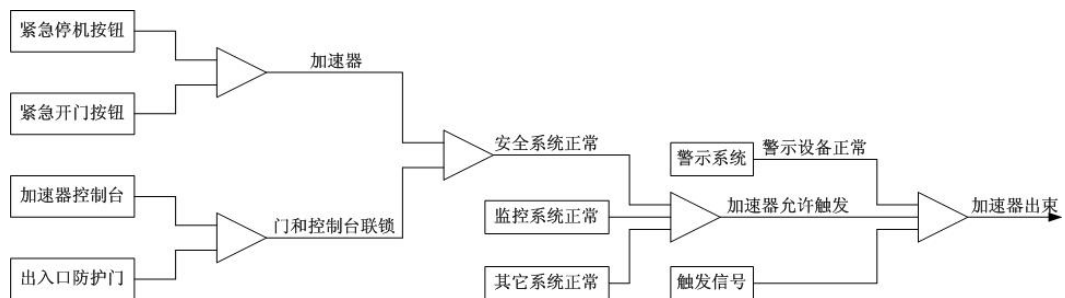 紧急停机按钮
加速器
紧急开门按钮
安全系统正常
警示系统
警示设备正常
加速器控制台
门和控制台联锁
监控系统正常
加速器允许触发
加速器出束
出入口防护门
其它系统正常
触发信号